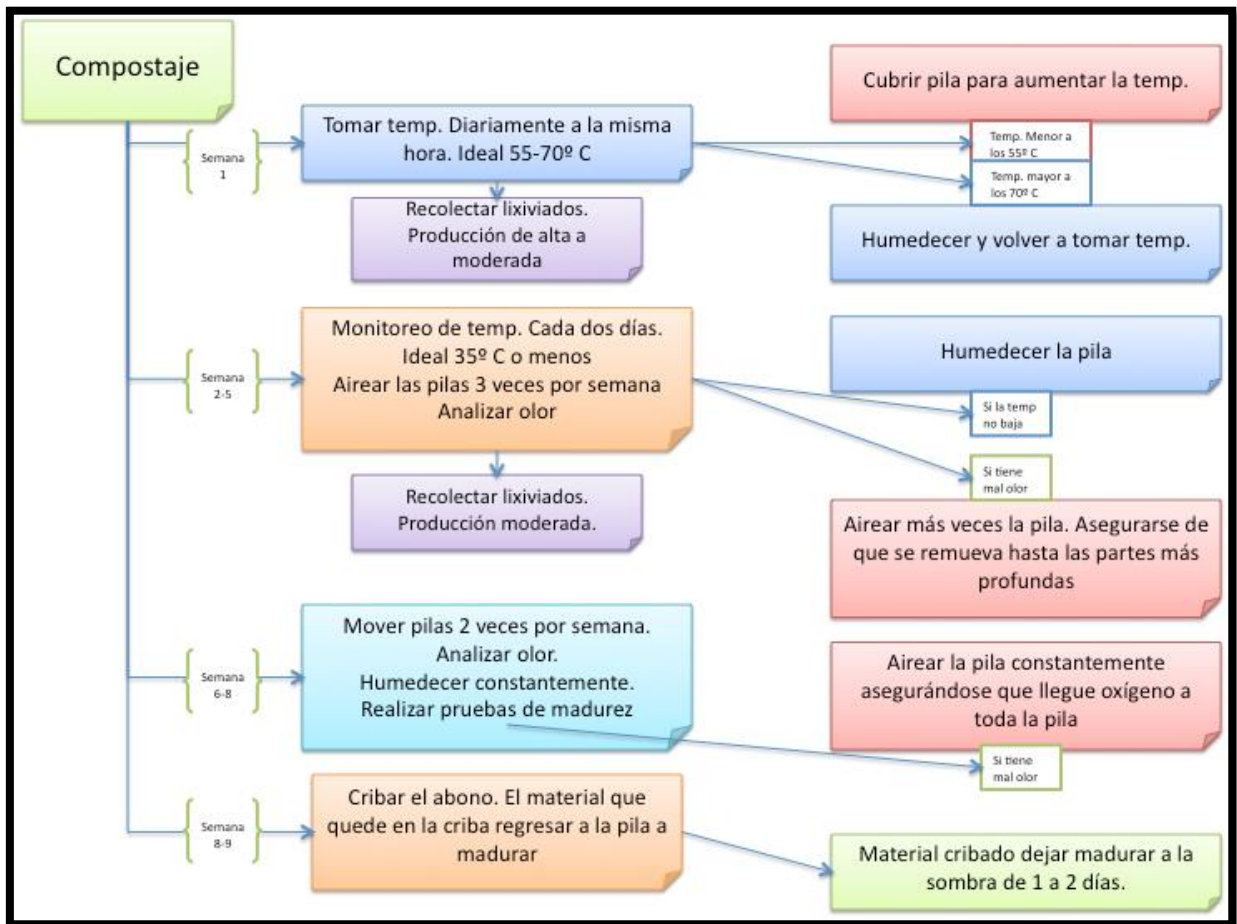 Compostaje
Semana
1
Tomar temp. Diariamente a la misma
hora. Ideal 55-70º C
Cubrir pila para aumentar la temp.
Temp. Menor a
los 55º C
Temp. mayor a
los 70º C
Humedecer y volver a tomar temp.
Recolectar lixiviados.
Producción de alta a
moderada
Semana
2-5
Monitoreo de temp. Cada dos días.
Ideal 35º C o menos
Airear las pilas 3 veces por semana
Analizar olor
Humedecer la pila
Si la temp
no baja
Si tiene
mal olor
Airear más veces la pila. Asegurarse de
que se remueva hasta las partes más
profundas
Recolectar lixiviados.
Producción moderada.
Semana
6-8
Mover pilas 2 veces por semana.
Analizar olor.
Humedecer constantemente.
Realizar pruebas de madurez
Airear la pila constantemente
asegurándose que llegue oxígeno a
toda la pila
Si tiene
mal olor
Semana
8-9
Cribar el abono. El material que
quede en la criba regresar a la pila a
madurar
Material cribado dejar madurar a la
sombra de 1 a 2 días.